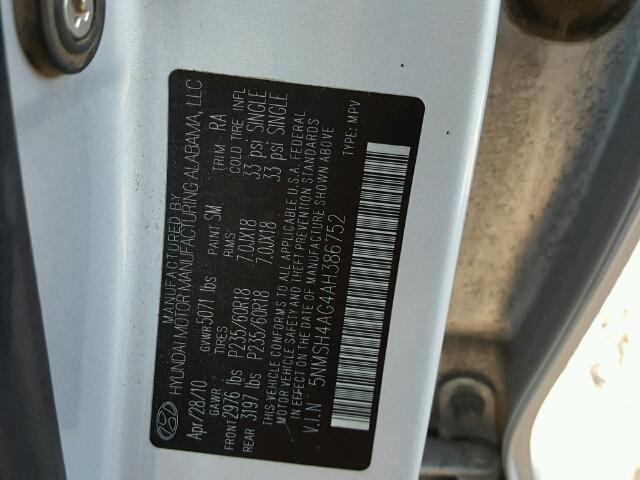 MANUFACTURED BY
HYUNDAI MOTOR MANUFACTURING ALABAMA, LLC
Apr/28/10 GVWR:5071 lbs PAINT SM TRIM RA
GAWR: TIRES RIMS: COLD TIRE INFL
FRONT 2976 lbs P235/60R18 7.0JX18 33 psi SINGLE
REAR 3197 lbs P235/60R18 7.0JX18 33 psi SINGLE
THIS VEHICLE CONFORMS TO ALL APPLICABLE U.S.A. FEDERAL
MOTOR VEHICLE SAFETY AND THEFT PREVENTION STANDARDS
IN EFFECT ON THE DATE OF MANUFACTURE SHOWN ABOVE
V.I.N: 5NMSH4AG4AH386752 TYPE: MPV